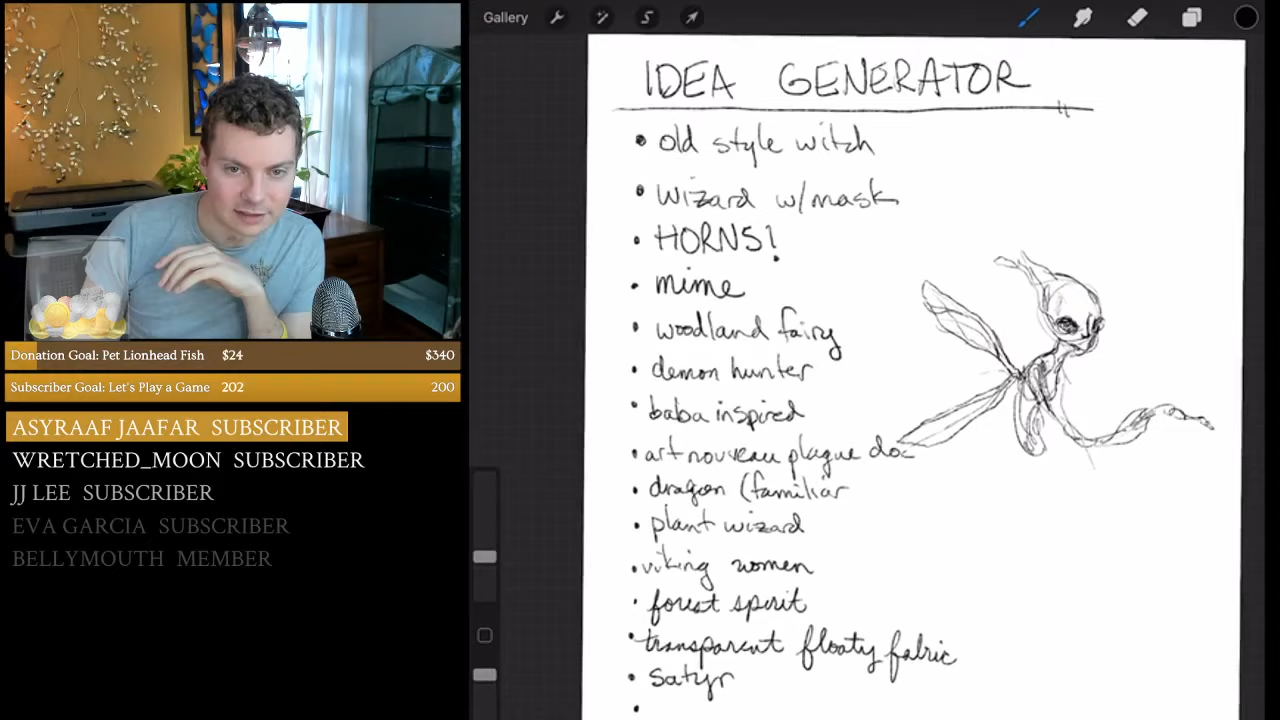 Gallery
IDEA GENERATOR
• old style witch
• wizard w/mask
• HORNS!
• mime
• woodland fairy
• demon hunter
• baba inspired
• art nouveau plague doc
• dragon (familiar
• plant wizard
• viking women
• forest spirit
• transparent floaty fabric
• satyr
•
Donation Goal: Pet Lionhead Fish $24 $340
Subscriber Goal: Let's Play a Game 202 200
ASYRAAF JAAFAR SUBSCRIBER
WRETCHED_MOON SUBSCRIBER
JJ LEE SUBSCRIBER
EVA GARCIA SUBSCRIBER
BELLYMOUTH MEMBER